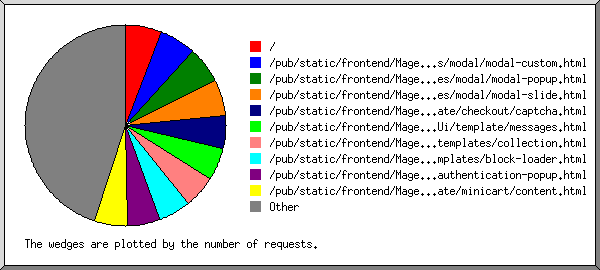 /
/pub/static/frontend/Mage...s/modal/modal-custom.html
/pub/static/frontend/Mage...es/modal/modal-popup.html
/pub/static/frontend/Mage...es/modal/modal-slide.html
/pub/static/frontend/Mage...ate/checkout/captcha.html
/pub/static/frontend/Mage...Ui/template/messages.html
/pub/static/frontend/Mage...templates/collection.html
/pub/static/frontend/Mage...mplates/block-loader.html
/pub/static/frontend/Mage...authentication-popup.html
/pub/static/frontend/Mage...ate/minicart/content.html
Other
The wedges are plotted by the number of requests.